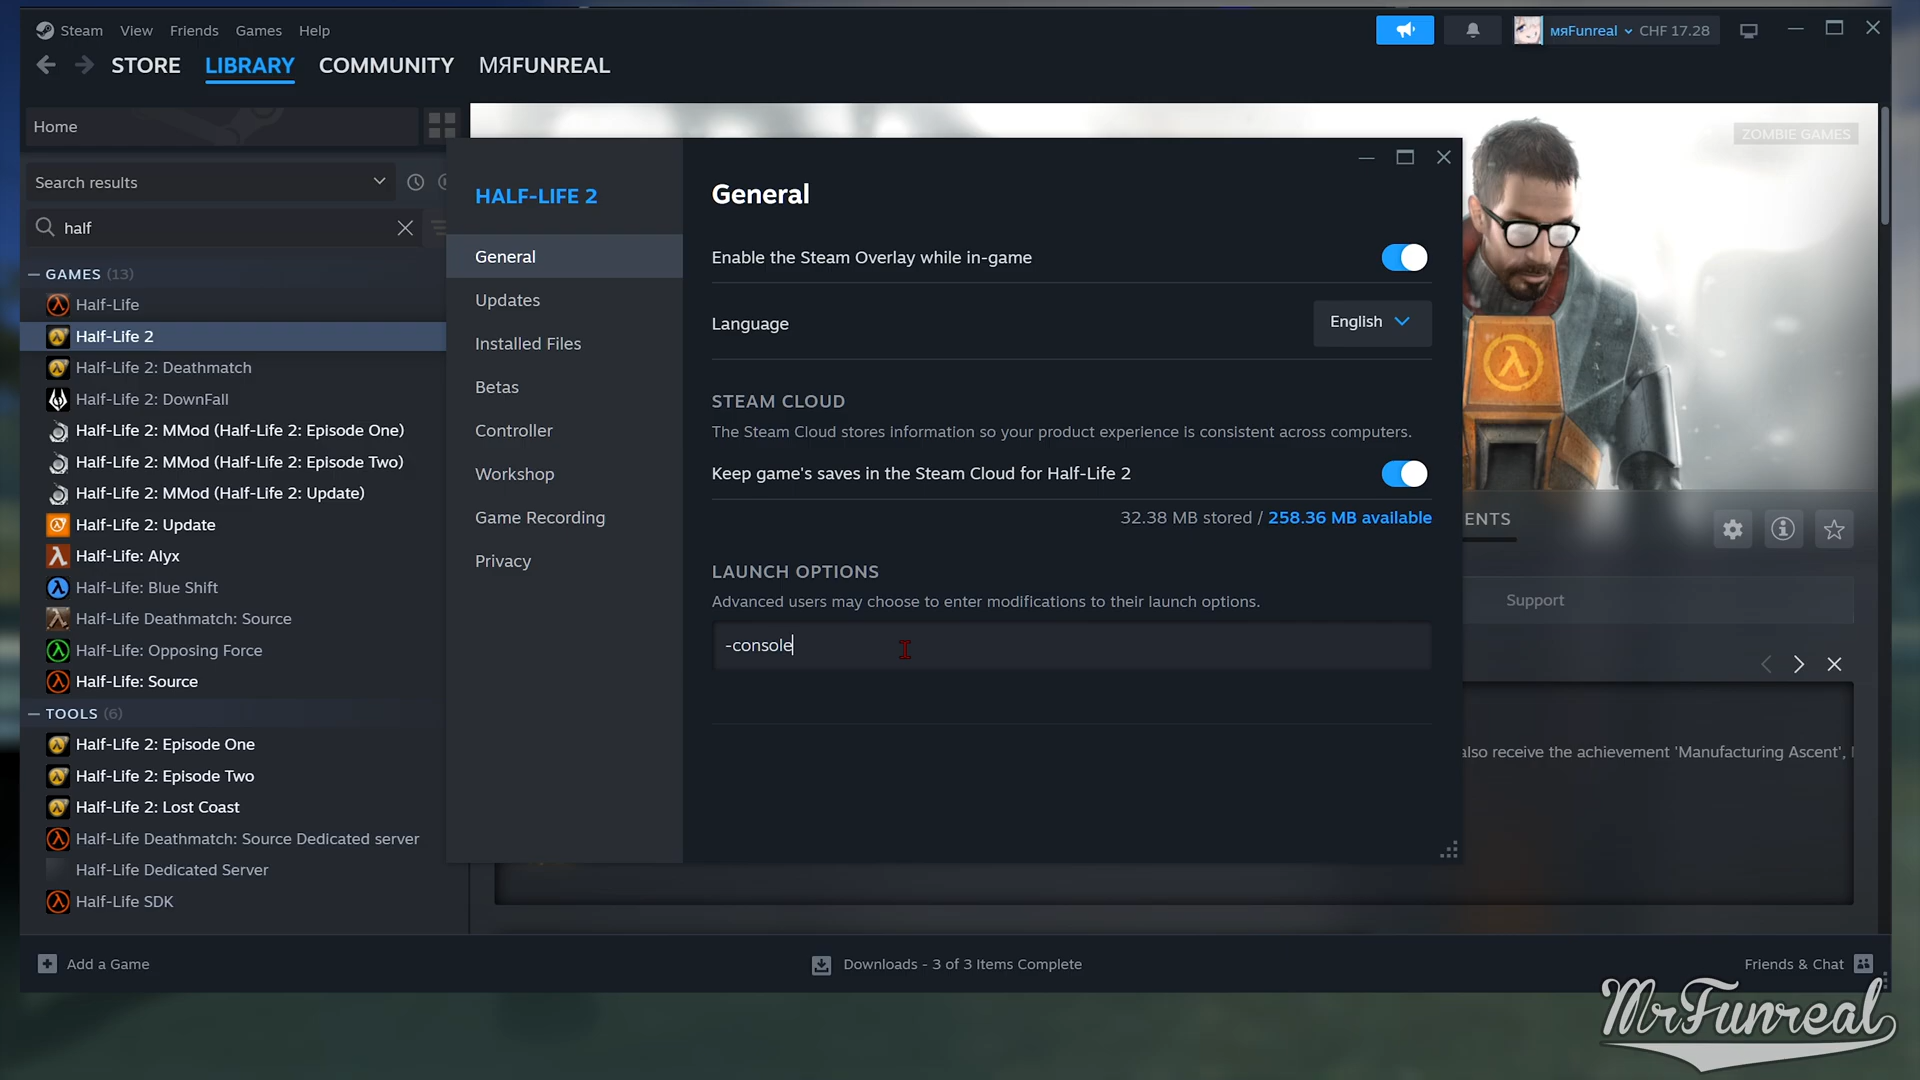 Steam View Friends Games Help
мяFunreal CHF 17.28
STORE LIBRARY COMMUNITY MЯFUNREAL
Home
ZOMBIE GAMES
Search results
half
GAMES (13)
Half-Life
Half-Life 2
Half-Life 2: Deathmatch
Half-Life 2: DownFall
Half-Life 2: MMod (Half-Life 2: Episode One)
Half-Life 2: MMod (Half-Life 2: Episode Two)
Half-Life 2: MMod (Half-Life 2: Update)
Half-Life 2: Update
Half-Life: Alyx
Half-Life: Blue Shift
Half-Life Deathmatch: Source
Half-Life: Opposing Force
Half-Life: Source
TOOLS (6)
Half-Life 2: Episode One
Half-Life 2: Episode Two
Half-Life 2: Lost Coast
Half-Life Deathmatch: Source Dedicated server
Half-Life Dedicated Server
Half-Life SDK
HALF-LIFE 2
General
Updates
Installed Files
Betas
Controller
Workshop
Game Recording
Privacy
General
Enable the Steam Overlay while in-game
Language English
STEAM CLOUD
The Steam Cloud stores information so your product experience is consistent across computers.
Keep game's saves in the Steam Cloud for Half-Life 2
32.38 MB stored / 258.36 MB available
LAUNCH OPTIONS
Advanced users may choose to enter modifications to their launch options.
-console
ENTS
Support
also receive the achievement 'Manufacturing Ascent',
Add a Game
Downloads - 3 of 3 Items Complete
Friends & Chat
MrFunreal